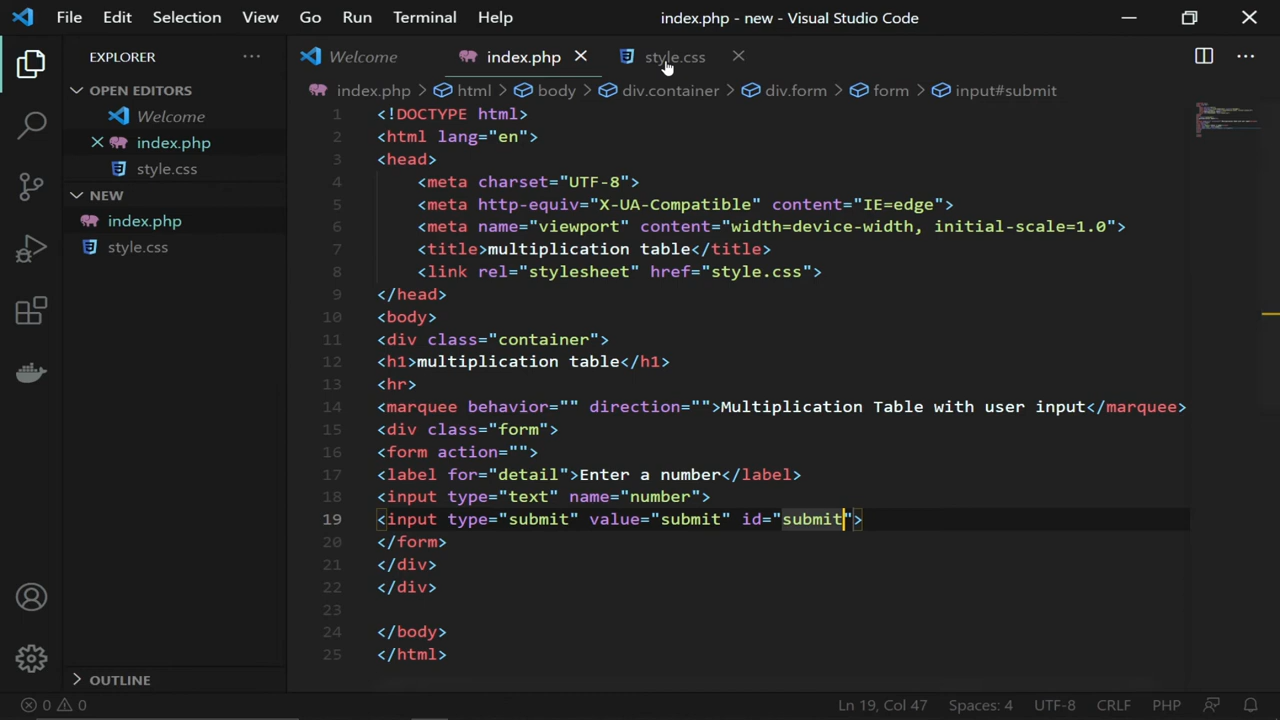 File Edit Selection View Go Run Terminal Help index.php - new - Visual Studio Code
EXPLORER ···
Welcome index.php style.css ···
OPEN EDITORS
Welcome
index.php
style.css
NEW
index.php
style.css
OUTLINE
index.php > html > body > div.container > div.form > form > input#submit
1 <!DOCTYPE html>
2 <html lang="en">
3 <head>
4 <meta charset="UTF-8">
5 <meta http-equiv="X-UA-Compatible" content="IE=edge">
6 <meta name="viewport" content="width=device-width, initial-scale=1.0">
7 <title>multiplication table</title>
8 <link rel="stylesheet" href="style.css">
9 </head>
10 <body>
11 <div class="container">
12 <h1>multiplication table</h1>
13 <hr>
14 <marquee behavior="" direction="">Multiplication Table with user input</marquee>
15 <div class="form">
16 <form action="">
17 <label for="detail">Enter a number</label>
18 <input type="text" name="number">
19 <input type="submit" value="submit" id="submit">
20 </form>
21 </div>
22 </div>
23
24 </body>
25 </html>
0 0 Ln 19, Col 47 Spaces: 4 UTF-8 CRLF PHP